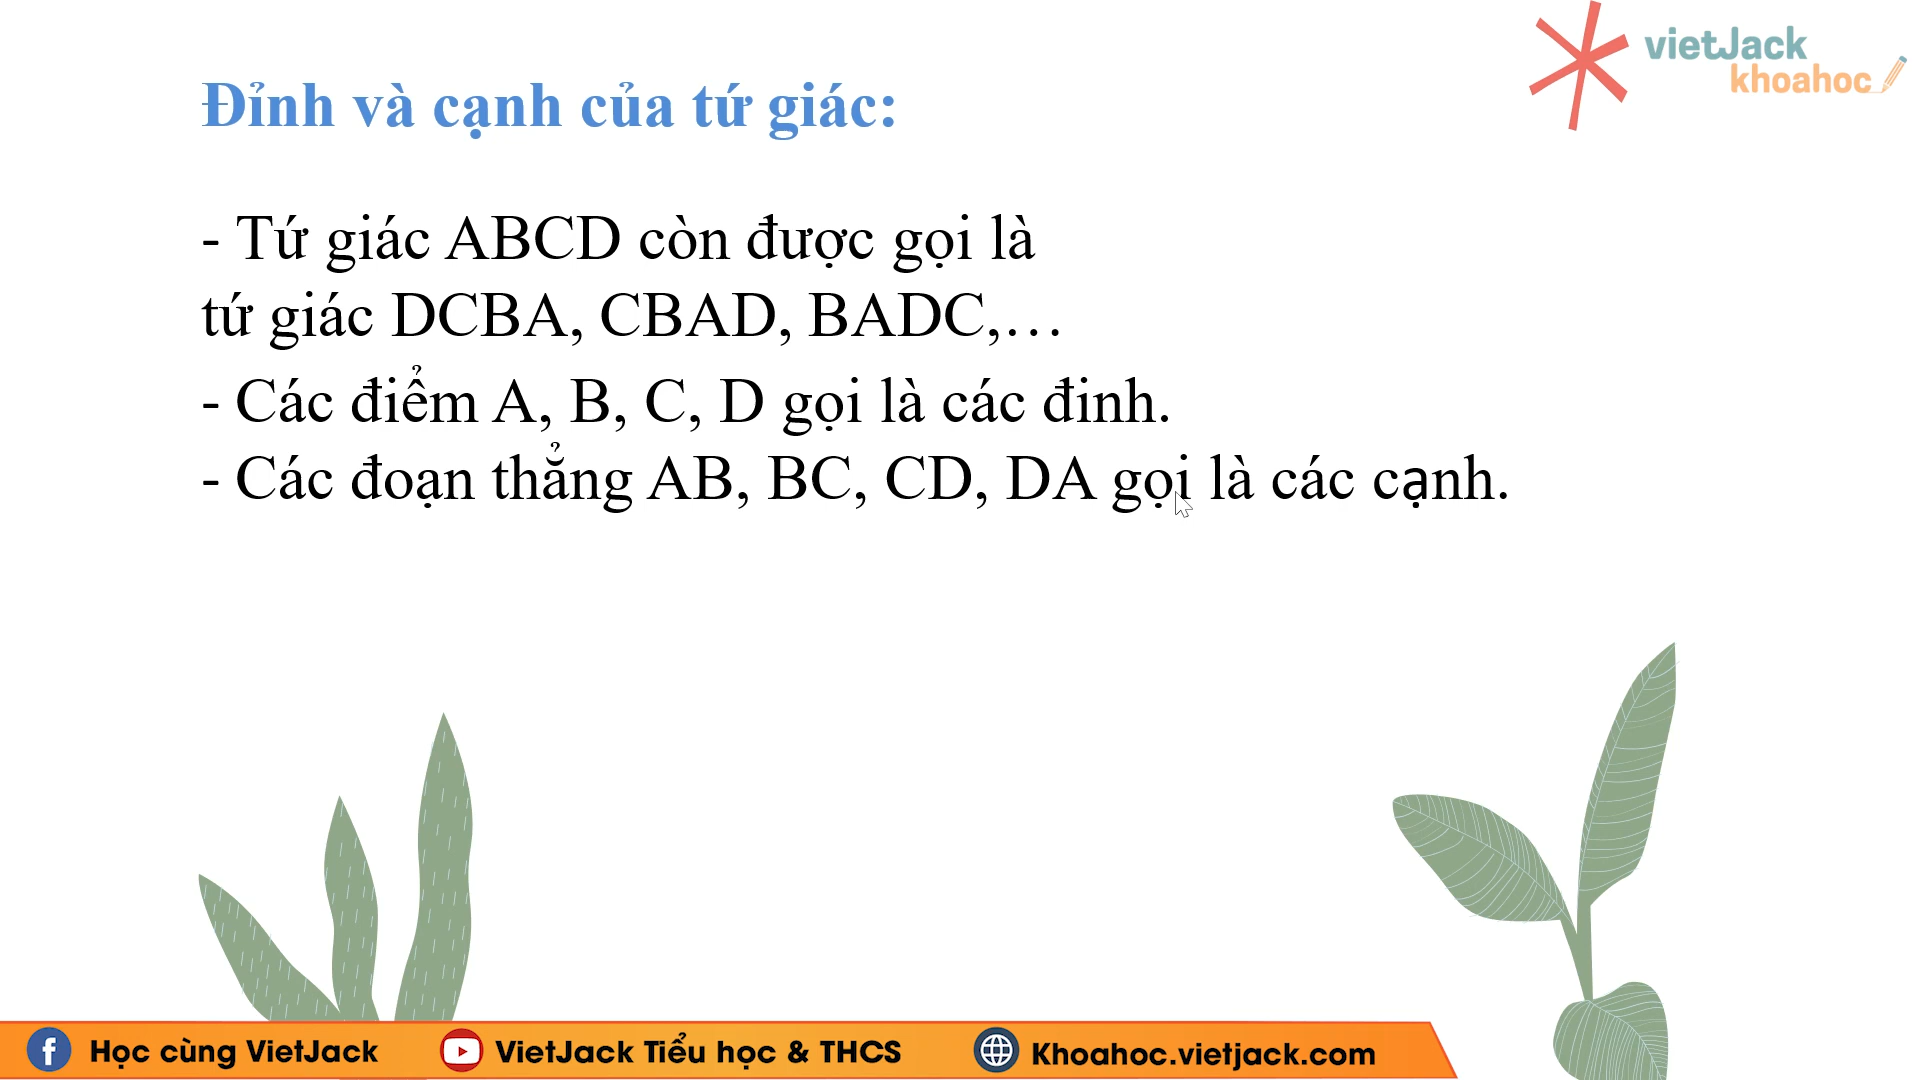 vietJack
khoahoc
Đỉnh và cạnh của tứ giác:
- Tứ giác ABCD còn được gọi là
tứ giác DCBA, CBAD, BADC,…
- Các điểm A, B, C, D gọi là các đinh.
- Các đoạn thẳng AB, BC, CD, DA gọi là các cạnh.
Học cùng VietJack
VietJack Tiểu học & THCS
Khoahoc.vietjack.com